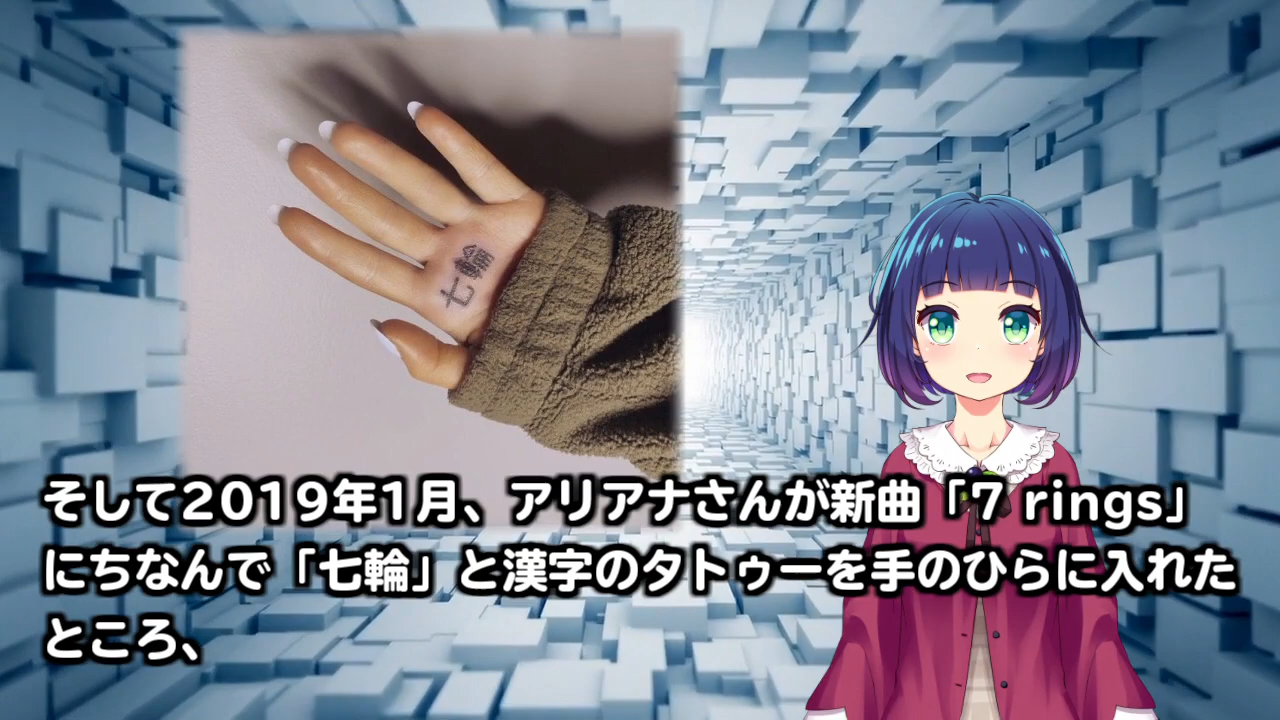 七輪
そして2019年1月、アリアナさんが新曲「7 rings」
にちなんで「七輪」と漢字のタトゥーを手のひらに入れた
ところ、